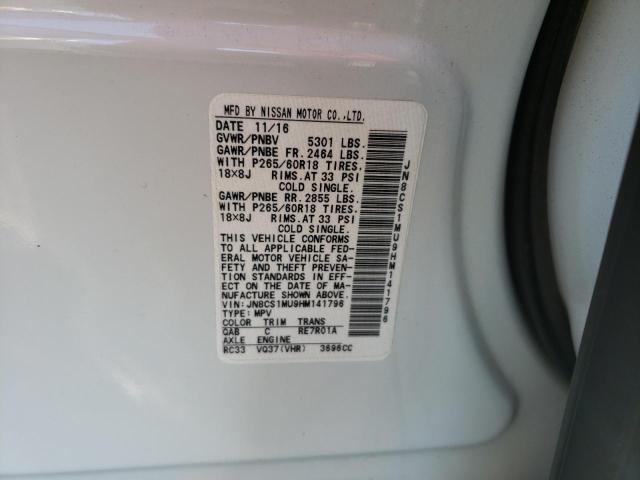 MFD BY NISSAN MOTOR CO.,LTD.
DATE 11/16
GVWR/PNBV 5301 LBS.
GAWR/PNBE FR. 2464 LBS.
WITH P265/60R18 TIRES.
18×8J RIMS.AT 33 PSI
COLD SINGLE.
GAWR/PNBE RR. 2855 LBS.
WITH P265/60R18 TIRES.
18×8J RIMS.AT 33 PSI
COLD SINGLE.
THIS VEHICLE CONFORMS
TO ALL APPLICABLE FED-
ERAL MOTOR VEHICLE SA-
FETY AND THEFT PREVEN-
TION STANDARDS IN EFF-
ECT ON THE DATE OF MA-
NUFACTURE SHOWN ABOVE.
VIN: JN8CS1MU9HM141796
TYPE: MPV
COLOR TRIM TRANS
QAB C RE7R01A
AXLE ENGINE
RC33 VQ37(VHR) 3696CC
JN8CS1MU9HM141796